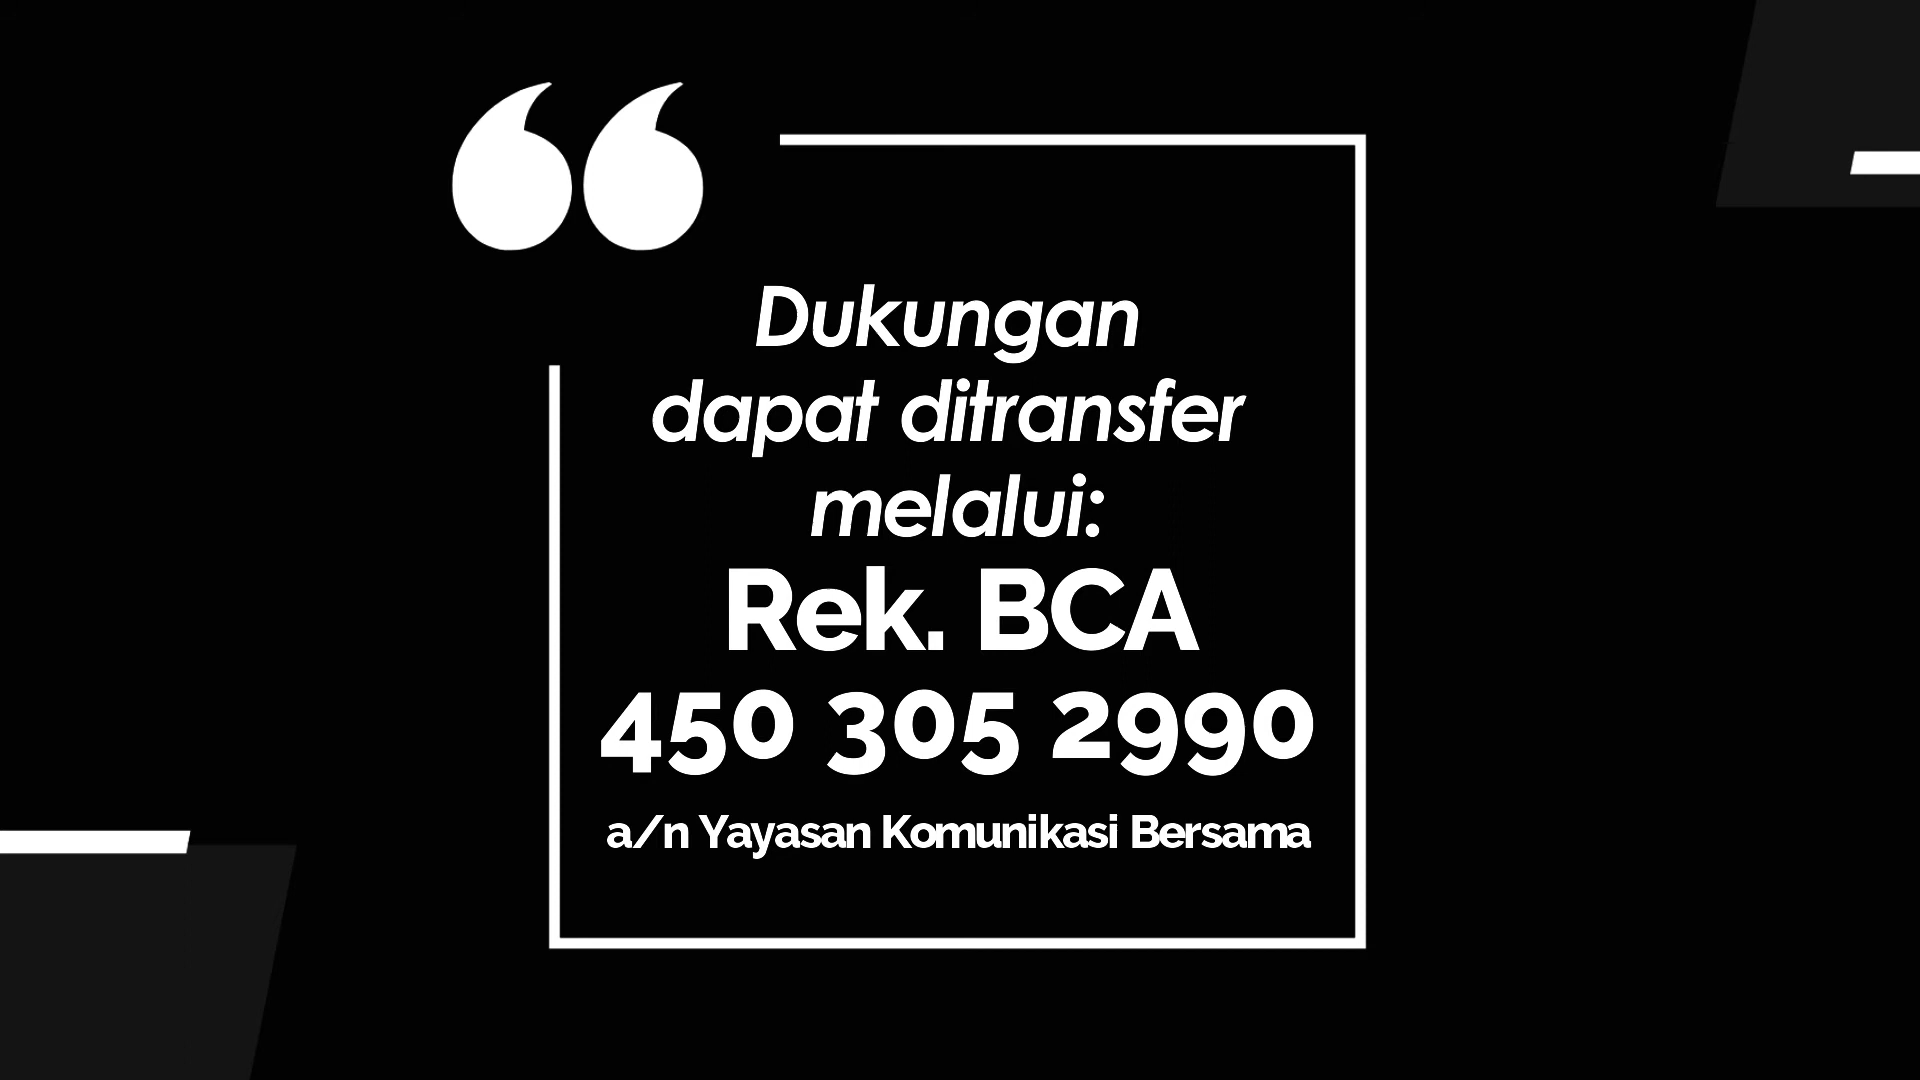 Dukungan
dapat ditransfer
melalui:
Rek. BCA
450 305 2990
a/n Yayasan Komunikasi Bersama